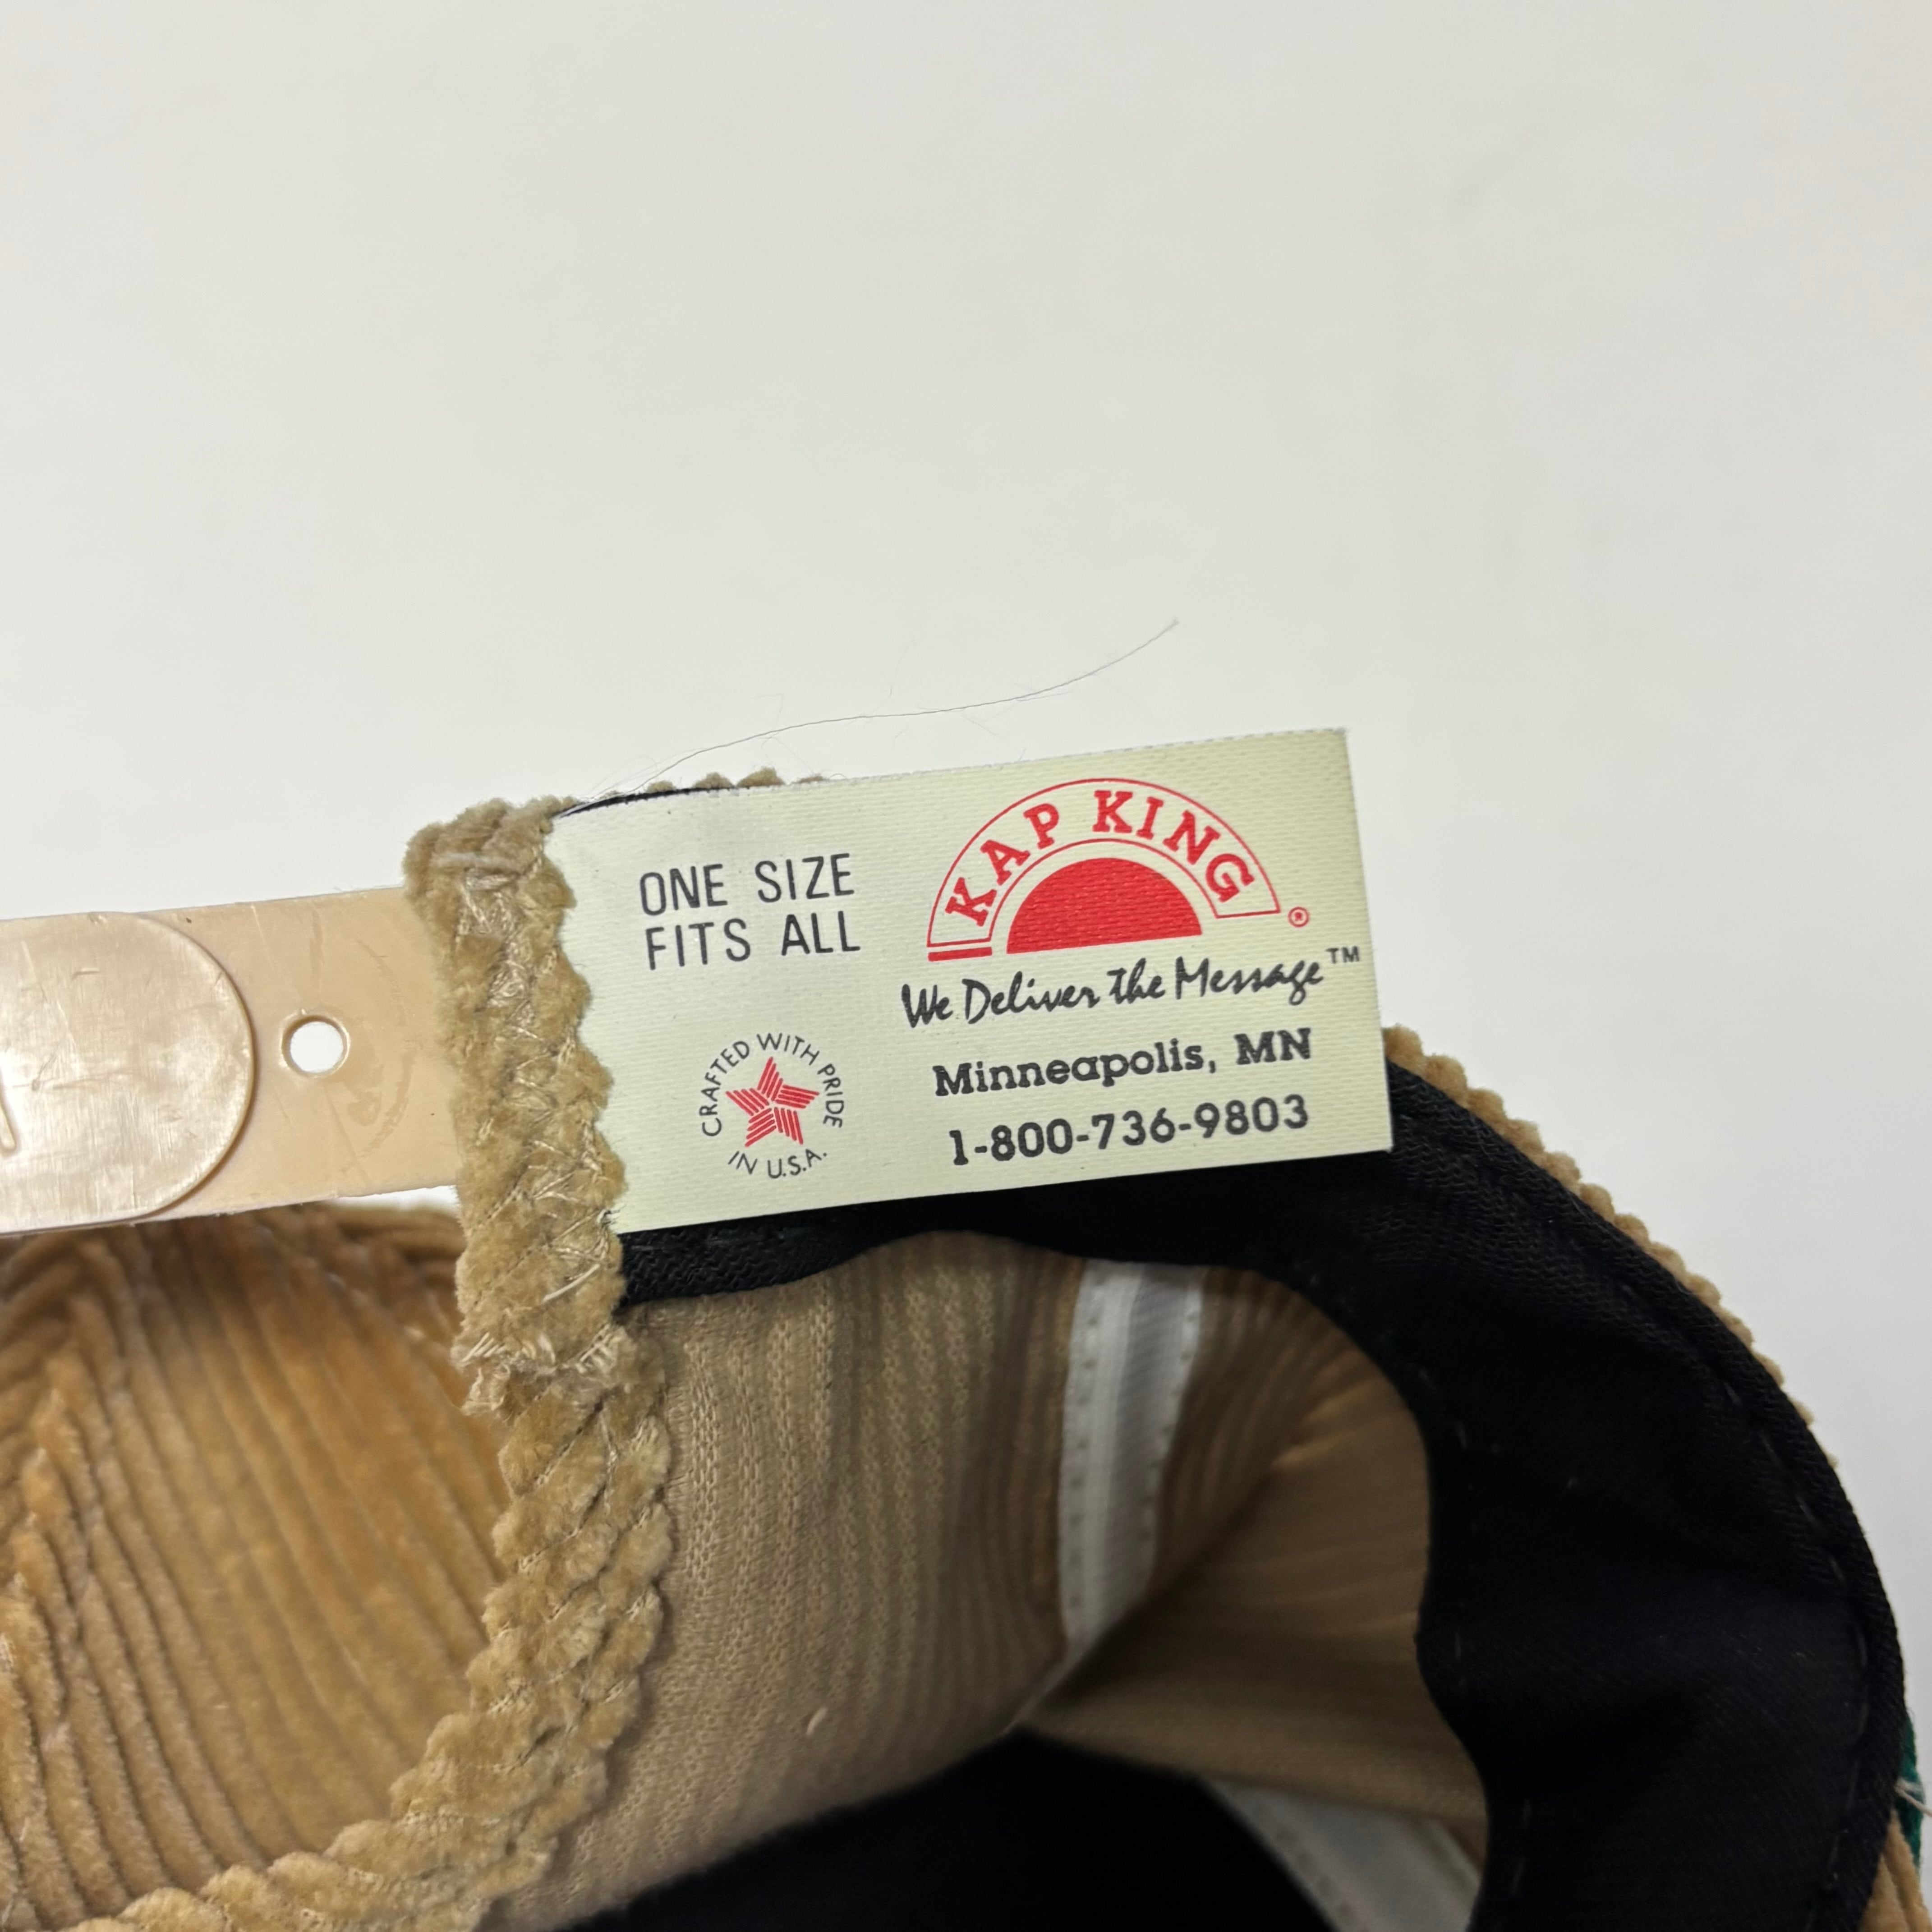 ONE SIZE
FITS ALL
CRAFTED WITH PRIDE
IN U.S.A.
KAP KING®
We Deliver the Message™
Minneapolis, MN
1-800-736-9803